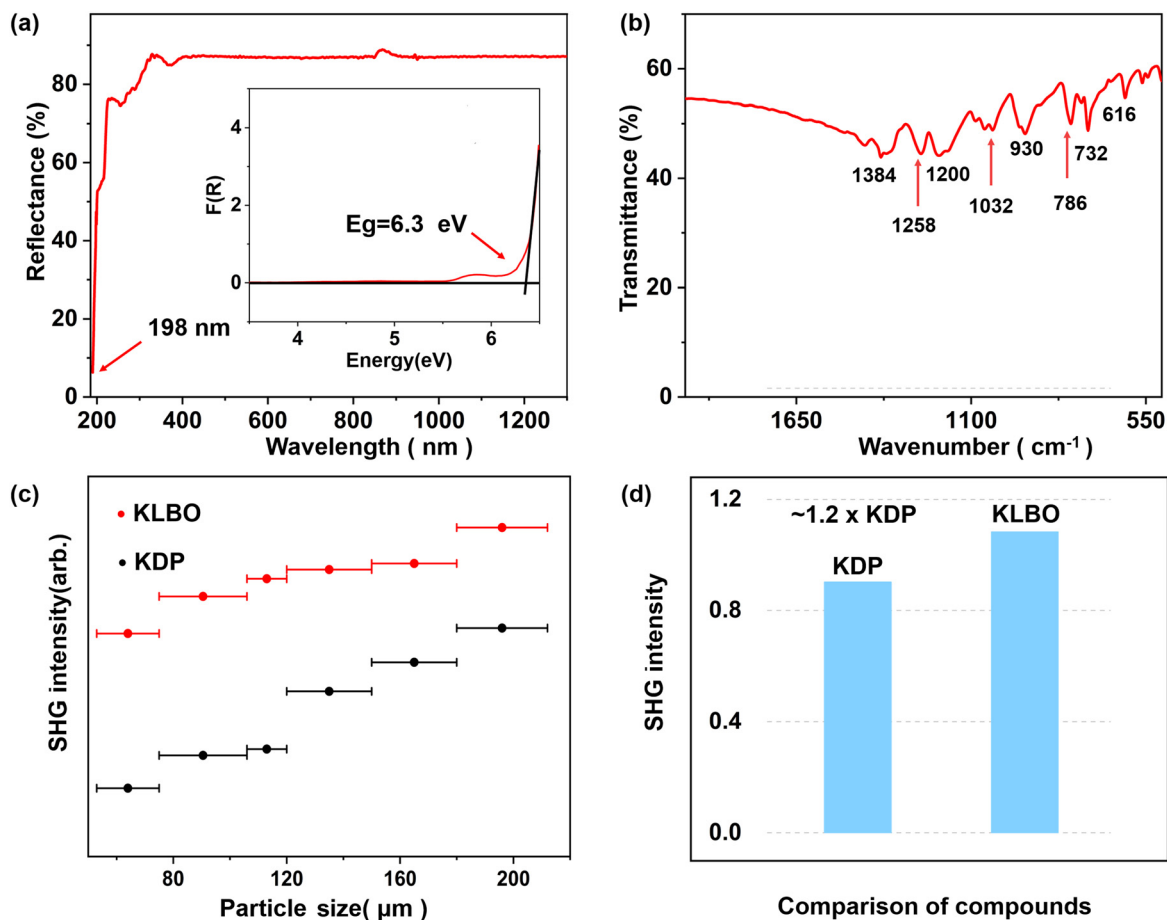 (a)
Reflectance (%)
80
60
40
20
0
200
400
600
800
1000
1200
Wavelength ( nm )
198 nm
F(R)
4
2
0
4
5
6
Energy(eV)
Eg=6.3 eV
(b)
Transmittance (%)
60
40
20
0
1650
1100
550
Wavenumber ( cm⁻¹ )
1384
1258
1200
1032
930
786
732
616
(c)
SHG intensity(arb.)
KLBO
KDP
80
120
160
200
Particle size( μm )
(d)
SHG intensity
1.2
0.8
0.4
0.0
~1.2 x KDP
KDP
KLBO
Comparison of compounds